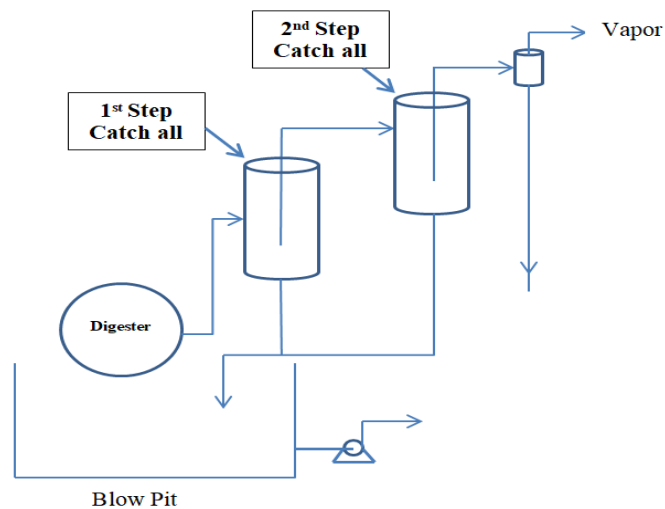 2nd Step
Catch all
Vapor
1st Step
Catch all
Digester
Blow Pit